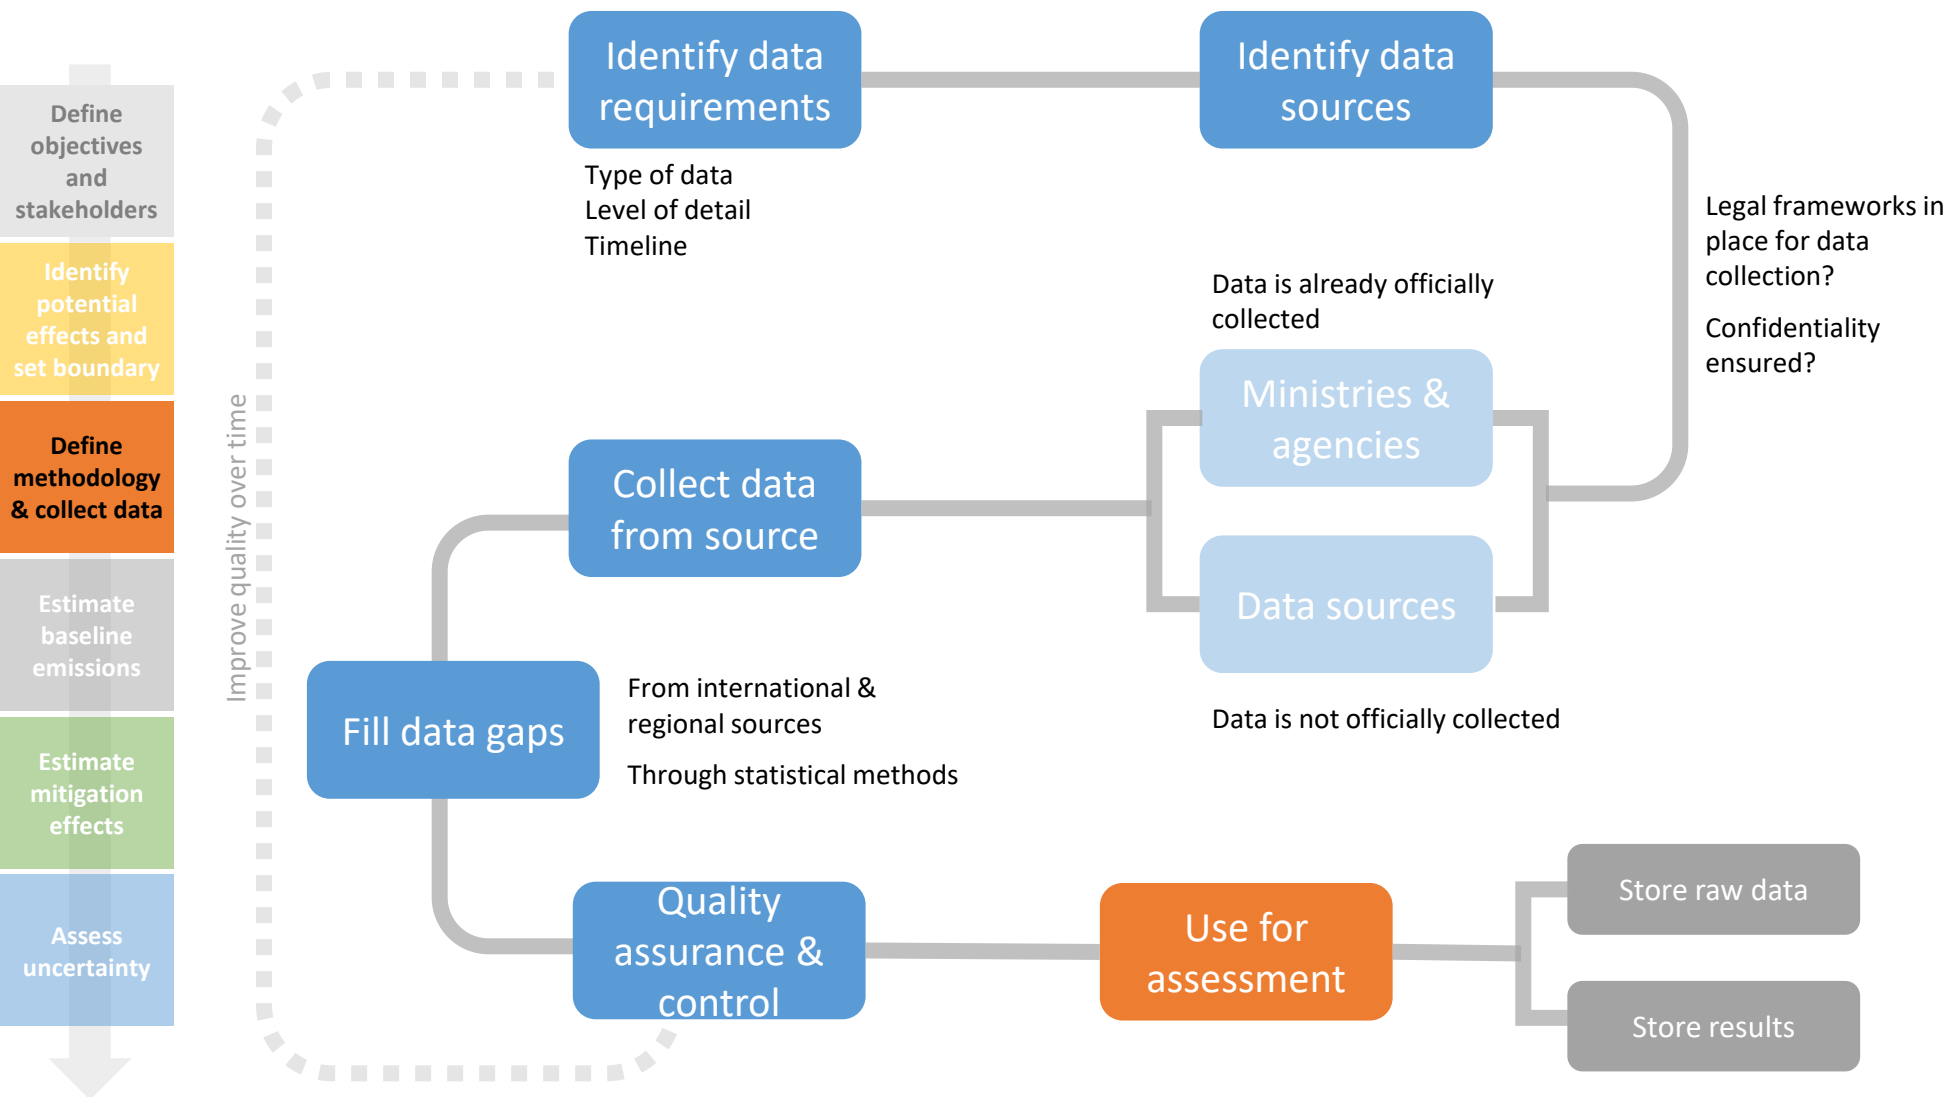 Define
objectives
and
stakeholders
Identify
potential
effects and
set boundary
Define
methodology
& collect data
Estimate
baseline
emissions
Estimate
mitigation
effects
Assess
uncertainty
Improve quality over time
Identify data
requirements
Type of data
Level of detail
Timeline
Identify data
sources
Legal frameworks in
place for data
collection?
Confidentiality
ensured?
Data is already officially
collected
Ministries &
agencies
Data sources
Data is not officially collected
Collect data
from source
Fill data gaps
From international &
regional sources
Through statistical methods
Quality
assurance &
control
Use for
assessment
Store raw data
Store results